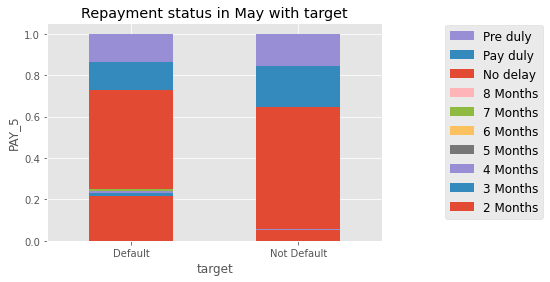 Repayment status in May with target
1.0
0.8
0.6
0.4
0.2
0.0
PAY_5
Default
Not Default
target
Pre duly
Pay duly
No delay
8 Months
7 Months
6 Months
5 Months
4 Months
3 Months
2 Months